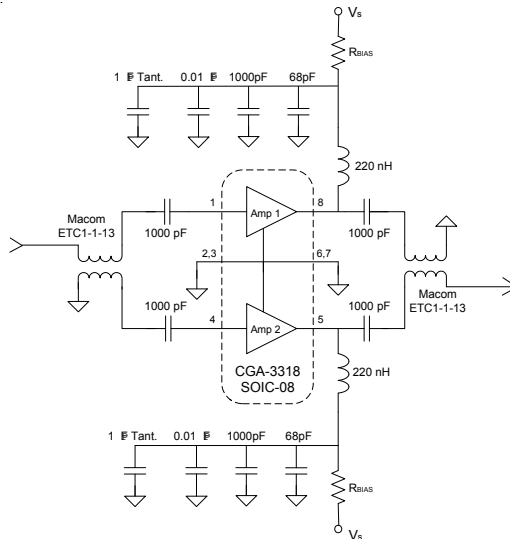 Vs
RBIAS
1 F Tant. 0.01 F 1000pF 68pF
220 nH
1 8
Amp 1
Macom
ETC1-1-13
1000 pF
1000 pF
2,3 6,7
1000 pF
1000 pF
Macom
ETC1-1-13
4 5
Amp 2
CGA-3318
SOIC-08
220 nH
1 F Tant. 0.01 F 1000pF 68pF
RBIAS
Vs